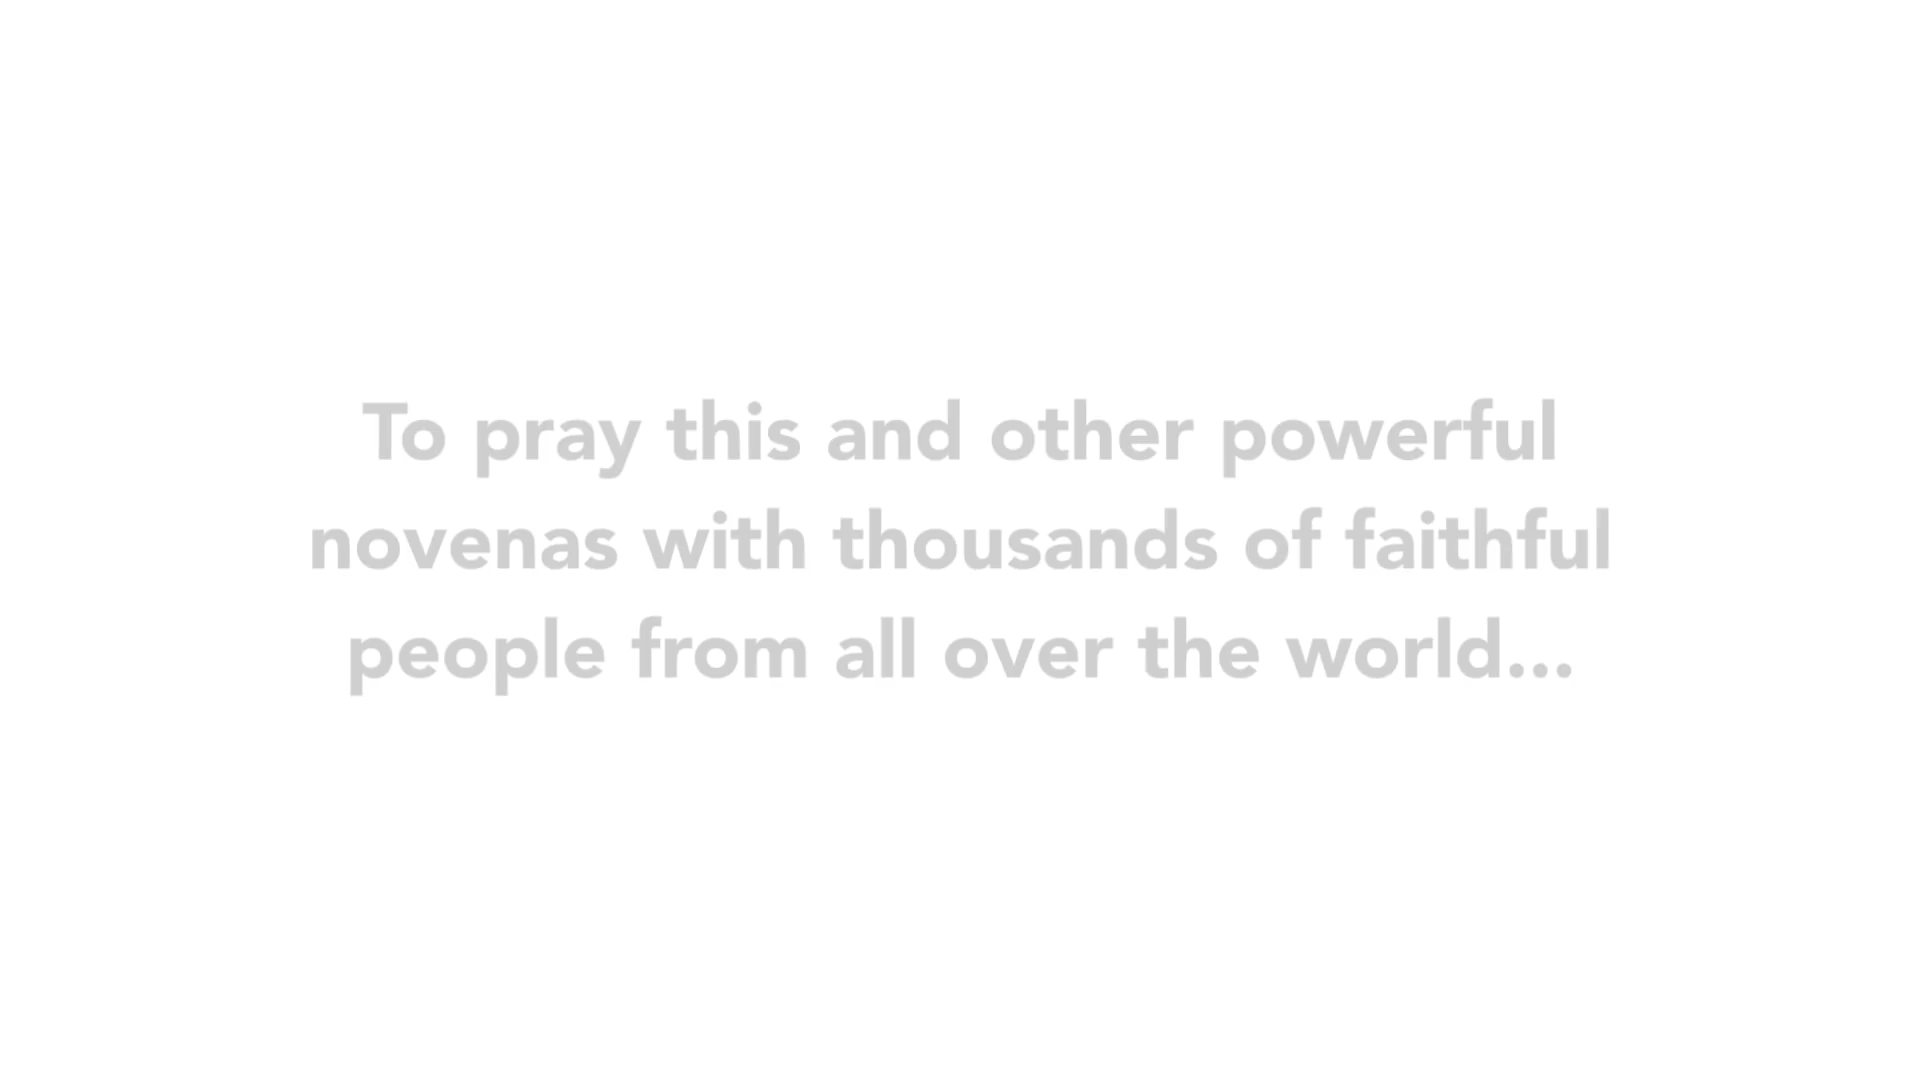 To pray this and other powerful
novenas with thousands of faithful
people from all over the world...